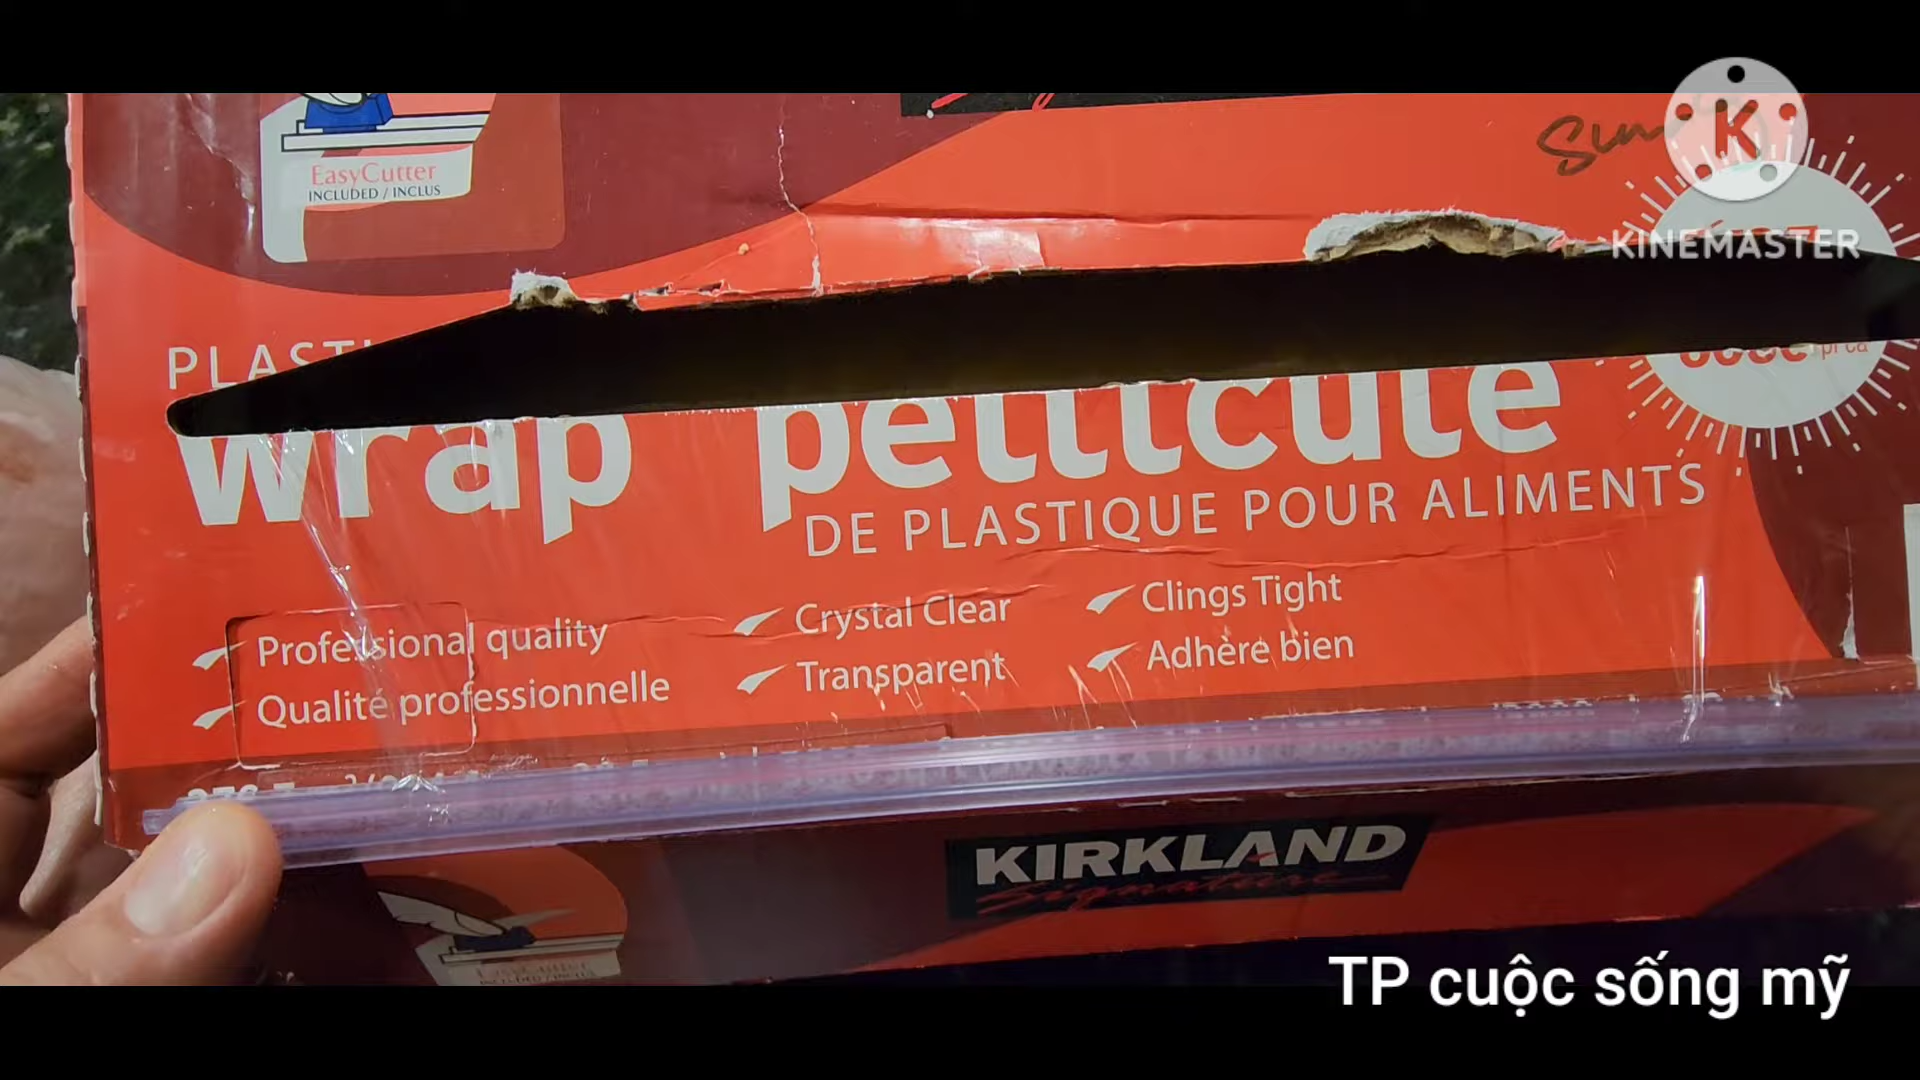 EasyCutter
INCLUDED / INCLUS
K
KINEMASTER
wrap pellicule
DE PLASTIQUE POUR ALIMENTS
Professional quality
Crystal Clear
Clings Tight
Qualité professionnelle
Transparent
Adhère bien
KIRKLAND
Signature
EasyCutter
TP cuộc sống mỹ